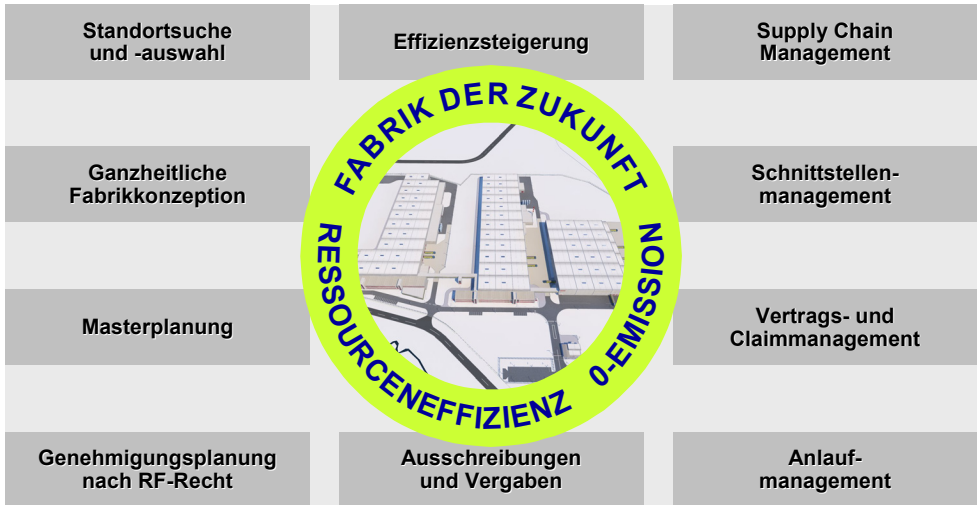 Standortsuche
und -auswahl
Effizienzsteigerung
Supply Chain
Management
FABRIK DER ZUKUNFT
Ganzheitliche
Fabrikkonzeption
Schnittstellen-
management
RESSOURCENEFFIZIENZ
0-EMISSION
Masterplanung
Vertrags- und
Claimmanagement
Genehmigungsplanung
nach RF-Recht
Ausschreibungen
und Vergaben
Anlauf-
management